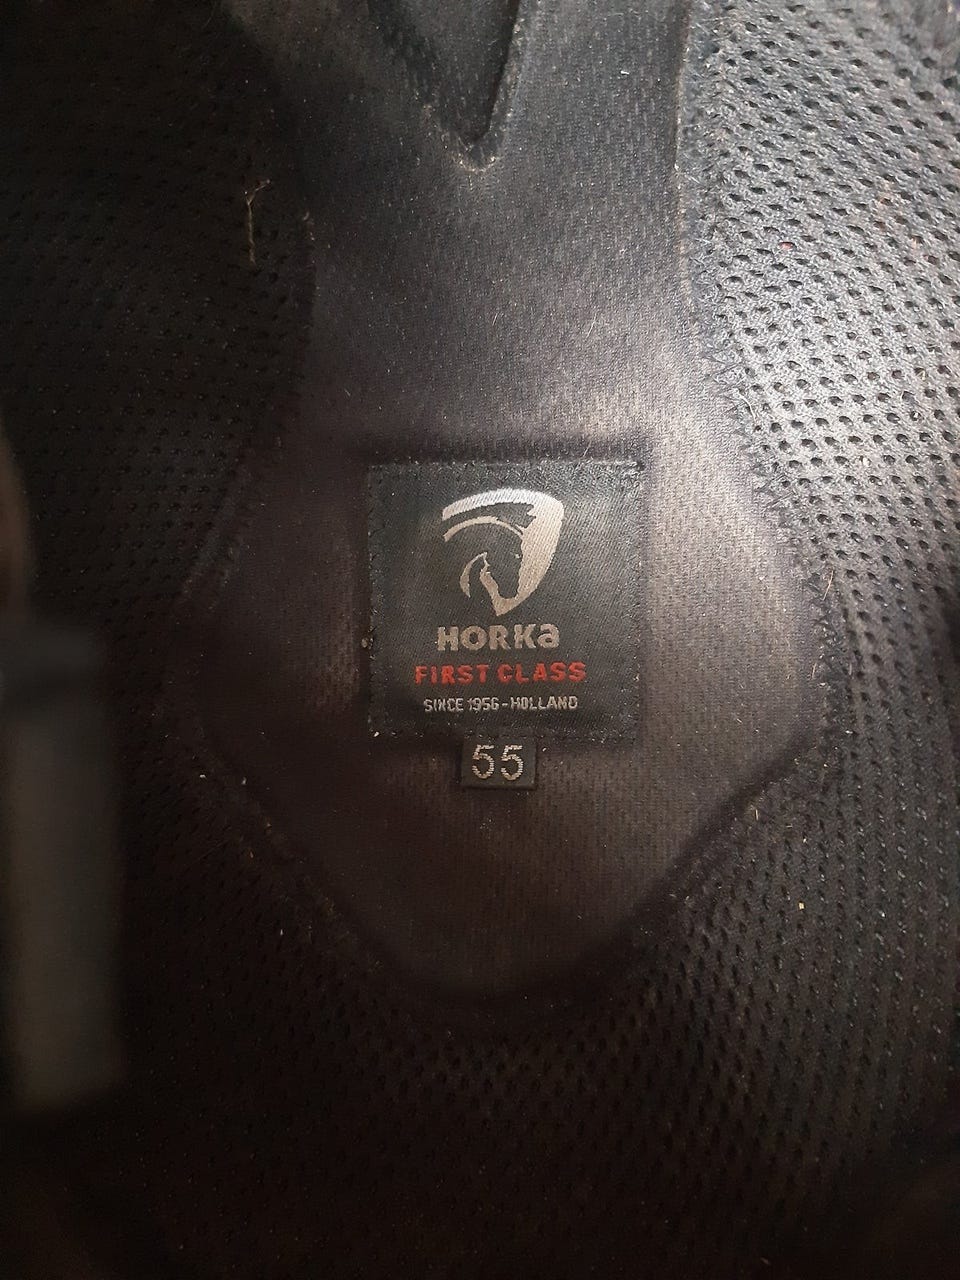 HORKa
FIRST CLASS
SINCE 1956-HOLLAND
55